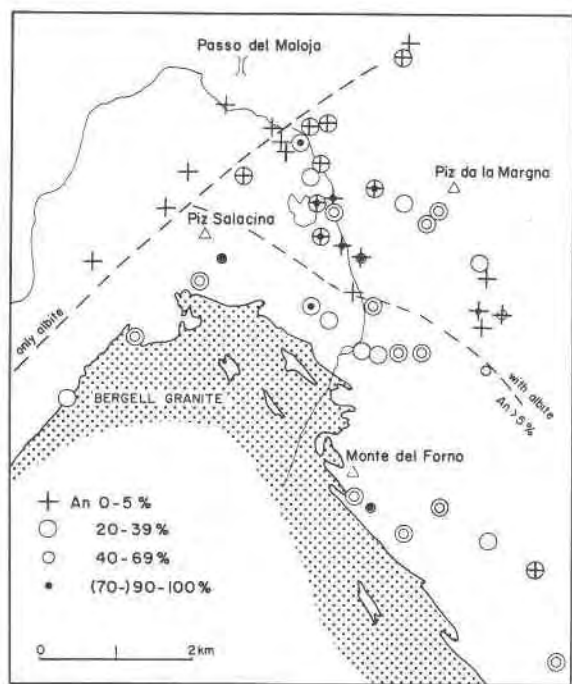 Passo del Maloja
Piz da la Margna
Piz Salacina
only albite
with albite
An > 5%
BERGELL GRANITE
Monte del Forno
An 0-5%
20-39%
40-69%
(70-)90-100%
0 2km